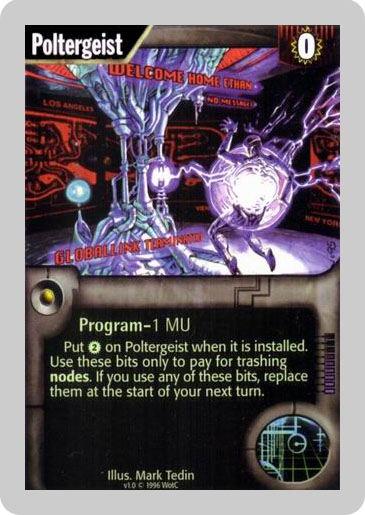 Poltergeist
0
WELCOME HOME ETHAN
NO MESSAGES
LOS ANGELES
NEW YORK
GLOBALLINK TERMINATED
Program–1 MU
Put 2 on Poltergeist when it is installed.
Use these bits only to pay for trashing
nodes. If you use any of these bits, replace
them at the start of your next turn.
Illus. Mark Tedin
v1.0 © 1996 WotC